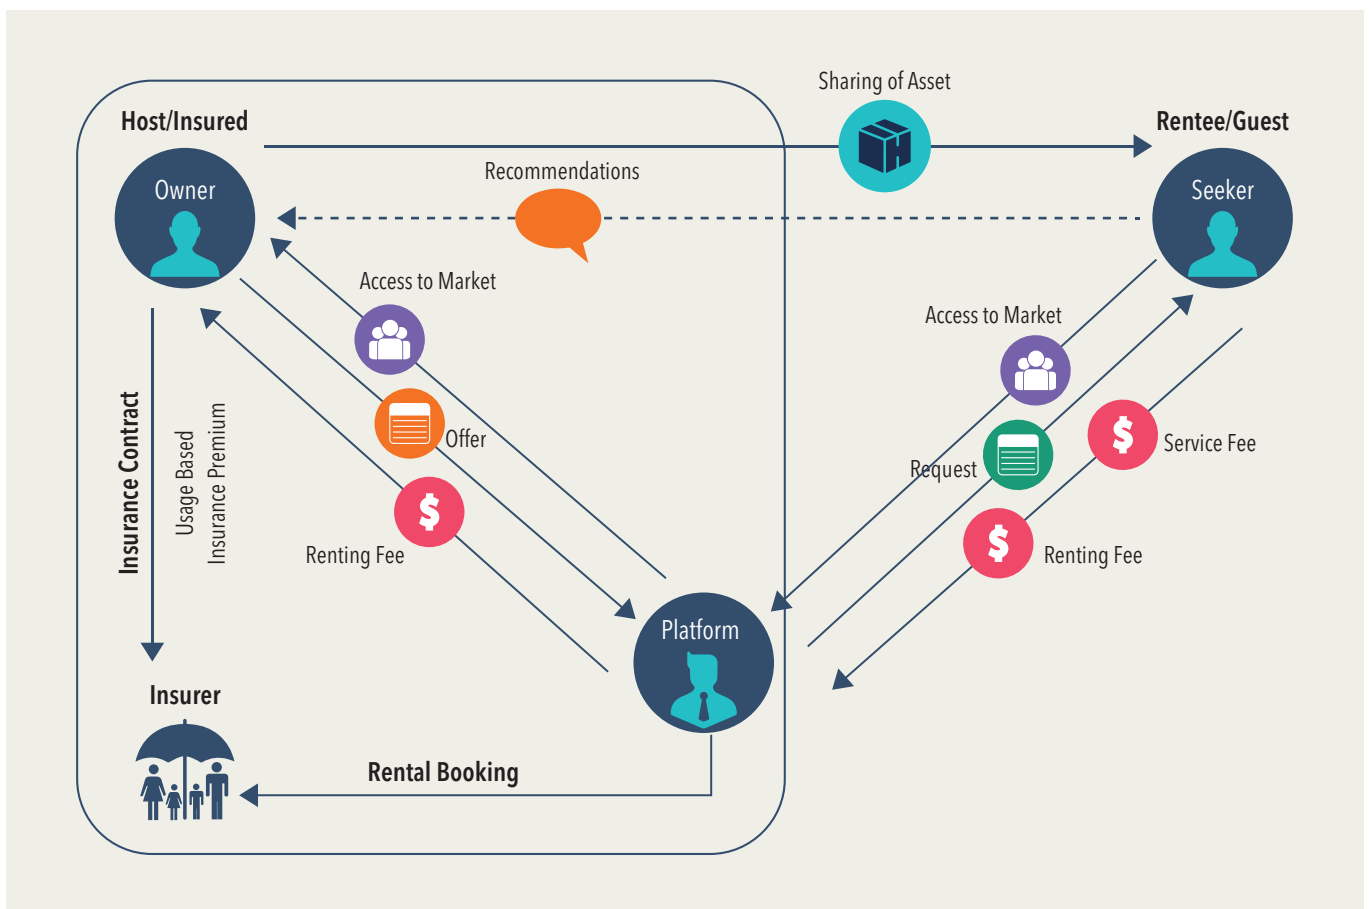 Sharing of Asset
Host/Insured
Rentee/Guest
Owner
Recommendations
Seeker
Access to Market
Access to Market
Insurance Contract
Usage Based
Insurance Premium
Offer
$
Service Fee
Request
$
Renting Fee
$
Renting Fee
Platform
Insurer
Rental Booking